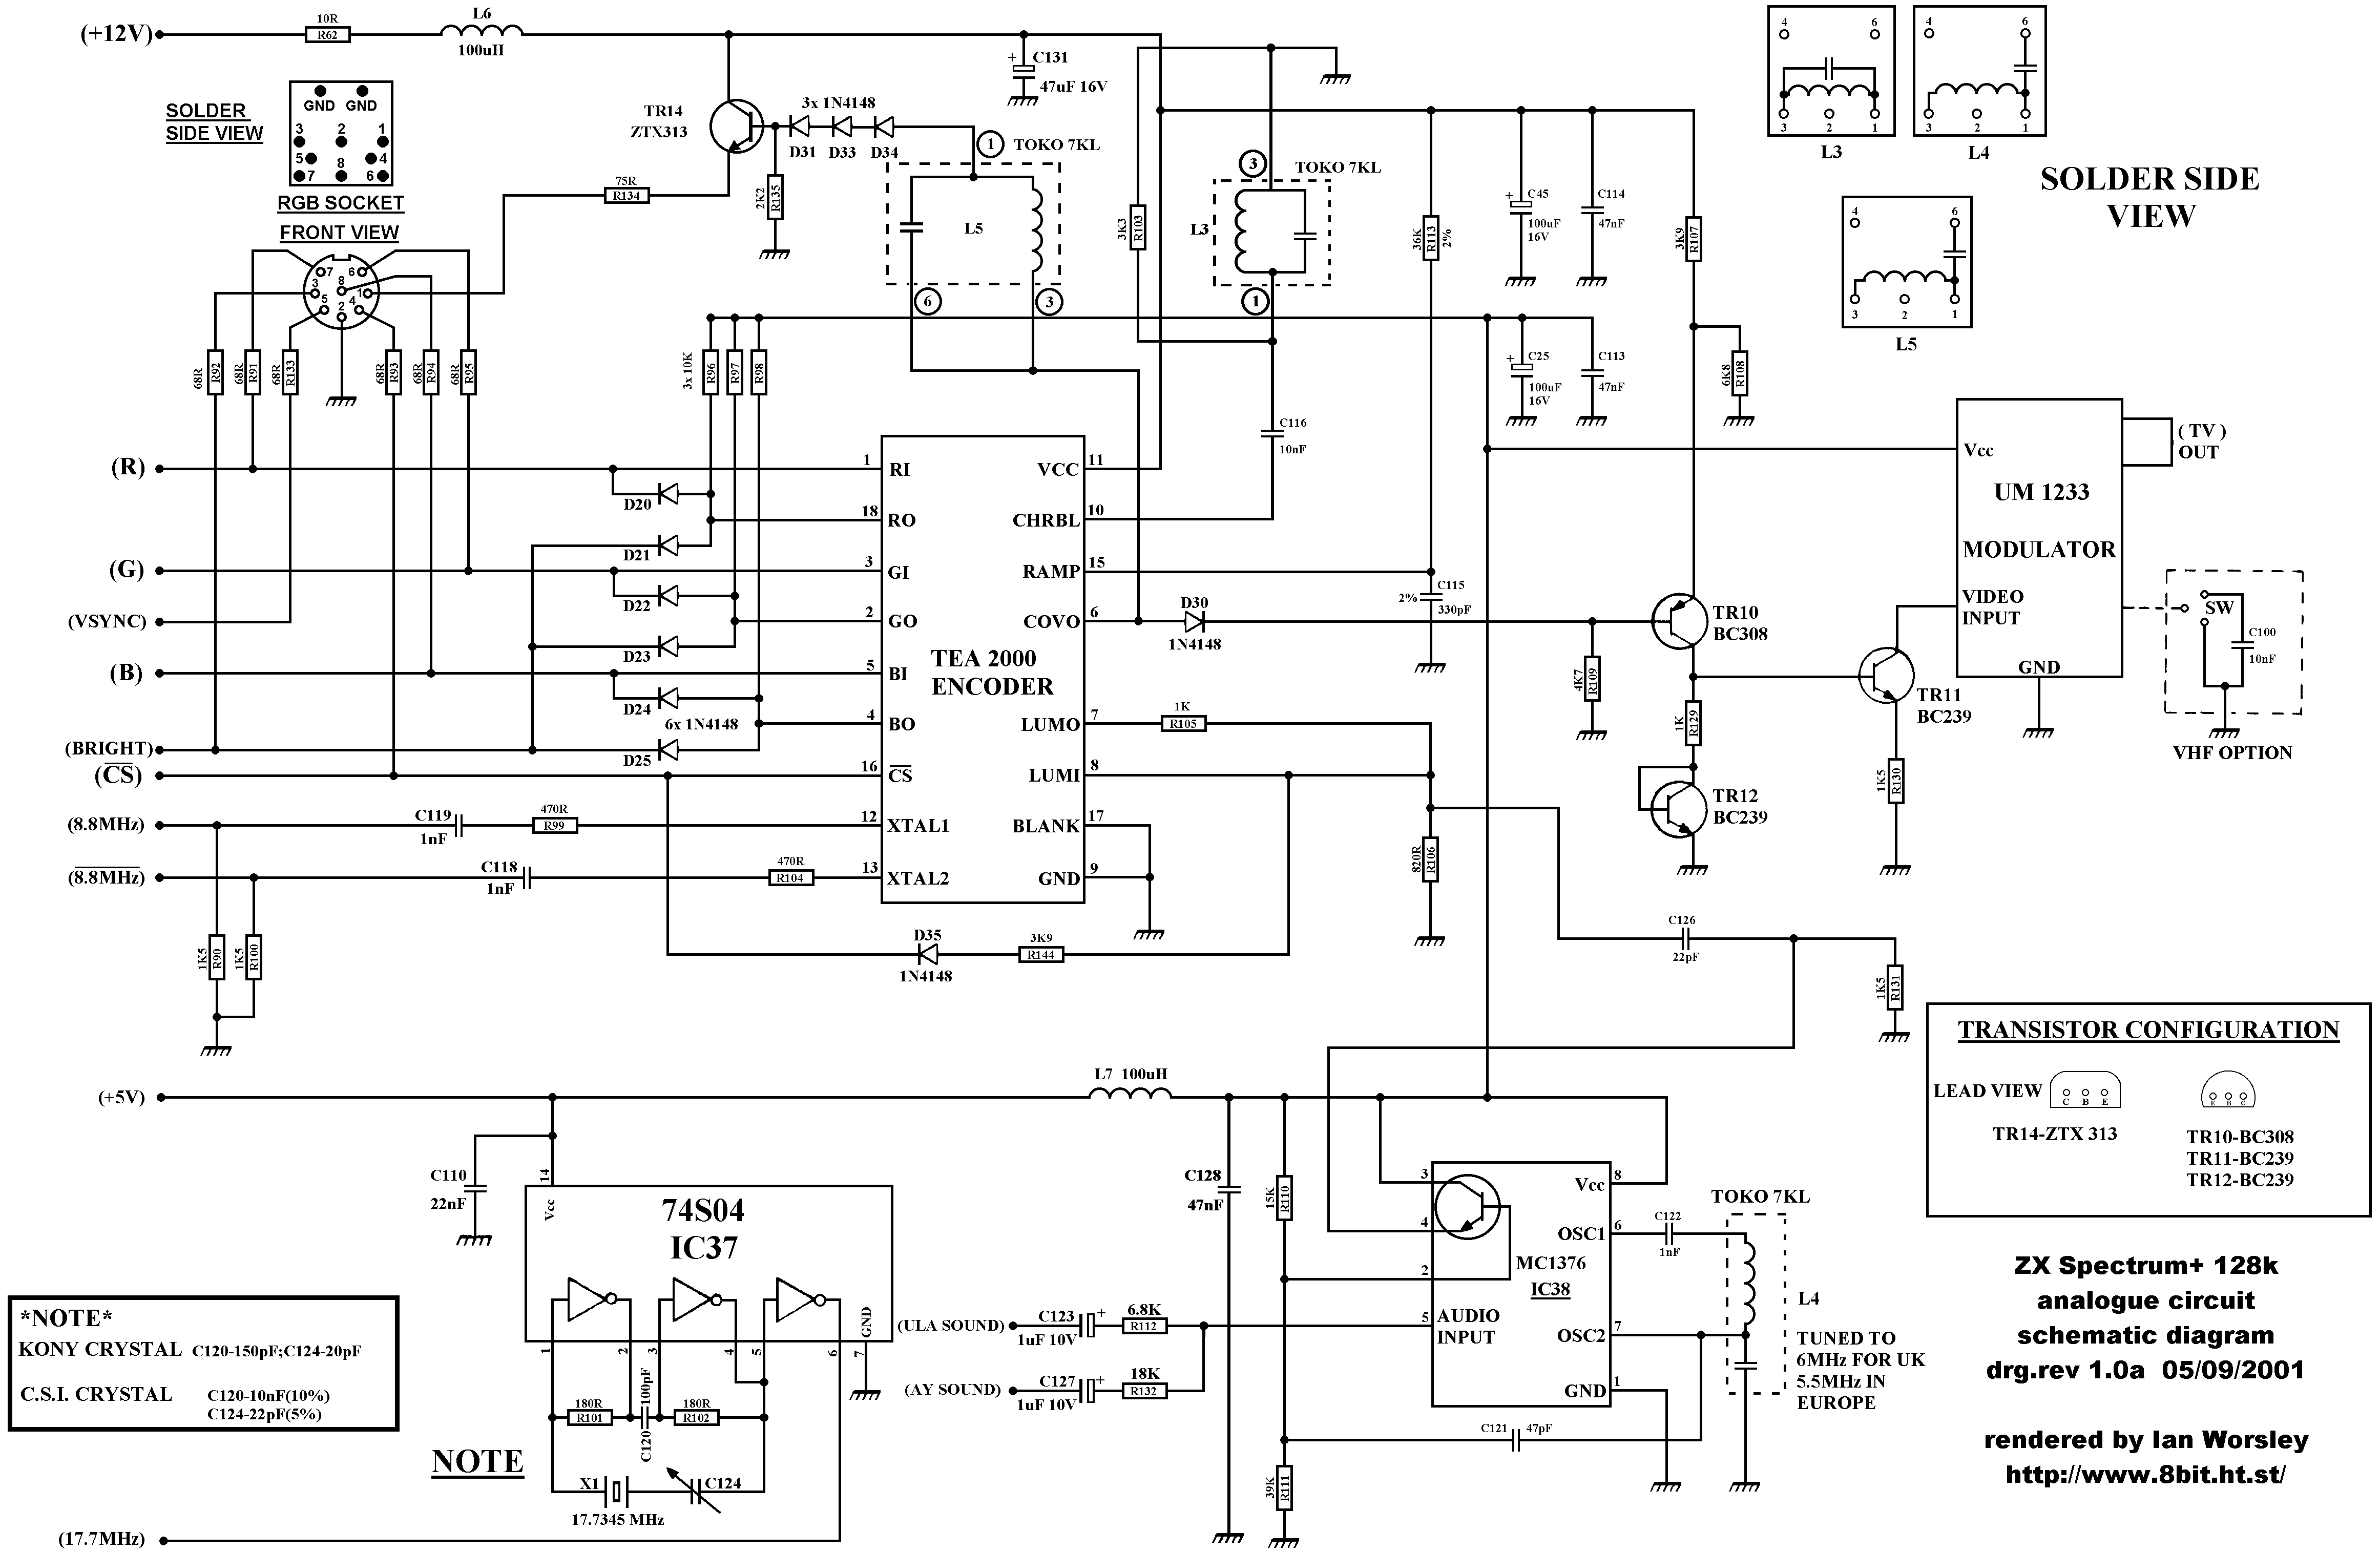 (+12V)
10R
R62
L6
100uH
C131
47uF 16V
SOLDER
SIDE VIEW
GND GND
3 2 1
5 8 4
7 6
RGB SOCKET
FRONT VIEW
7 6
3 8 1
5 2 4
TR14
ZTX313
3x 1N4148
D31 D33 D34
2K2
R135
75R
R134
1
TOKO 7KL
L5
6
3
3K3
R103
3
TOKO 7KL
L3
1
36K
R113
2%
C45
100uF
16V
C114
47nF
3K9
R107
4 6
3 2 1
L3
4 6
3 2 1
L4
SOLDER SIDE
VIEW
4 6
3 2 1
L5
68R
R92
68R
R91
68R
R133
68R
R93
68R
R94
68R
R95
3x 10K
R96
R97
R98
C25
100uF
16V
C113
47nF
6K8
R108
C116
10nF
(R)
(G)
(VSYNC)
(B)
(BRIGHT)
(CS)
(8.8MHz)
(8.8MHz)
D20
D21
D22
D23
D24
6x 1N4148
D25
1 RI
18 RO
3 GI
2 GO
5 BI
4 BO
16 CS
12 XTAL1
13 XTAL2
TEA 2000
ENCODER
VCC 11
CHRBL 10
RAMP 15
COVO 6
LUMO 7
LUMI 8
BLANK 17
GND 9
C119
1nF
470R
R99
C118
1nF
470R
R104
1K5
R90
1K5
R100
D35
1N4148
3K9
R144
1K
R105
820R
R106
D30
1N4148
2%
C115
330pF
4K7
R109
TR10
BC308
1K
R129
TR12
BC239
TR11
BC239
1K5
R130
Vcc
UM 1233
MODULATOR
VIDEO
INPUT
GND
( TV )
OUT
SW
C100
10nF
VHF OPTION
C126
22pF
1K5
R131
TRANSISTOR CONFIGURATION
LEAD VIEW
C B E
E B C
TR14-ZTX 313
TR10-BC308
TR11-BC239
TR12-BC239
(+5V)
L7 100uH
C110
22nF
14
Vcc
74S04
IC37
GND
1 2 3 4 5 6 7
180R
R101
C120
100pF
180R
R102
X1
C124
17.7345 MHz
NOTE
(17.7MHz)
*NOTE*
KONY CRYSTAL C120-150pF;C124-20pF
C.S.I. CRYSTAL C120-10nF(10%)
C124-22pF(5%)
C128
47nF
15K
R110
(ULA SOUND)
C123
1uF 10V
+
6.8K
R112
(AY SOUND)
C127
1uF 10V
+
18K
R132
39K
R111
3
4
2
5 AUDIO
INPUT
Vcc 8
OSC1 6
MC1376
IC38
OSC2 7
GND 1
C121 47pF
C122
1nF
TOKO 7KL
L4
TUNED TO
6MHz FOR UK
5.5MHz IN
EUROPE
ZX Spectrum+ 128k
analogue circuit
schematic diagram
drg.rev 1.0a 05/09/2001
rendered by Ian Worsley
http://www.8bit.ht.st/